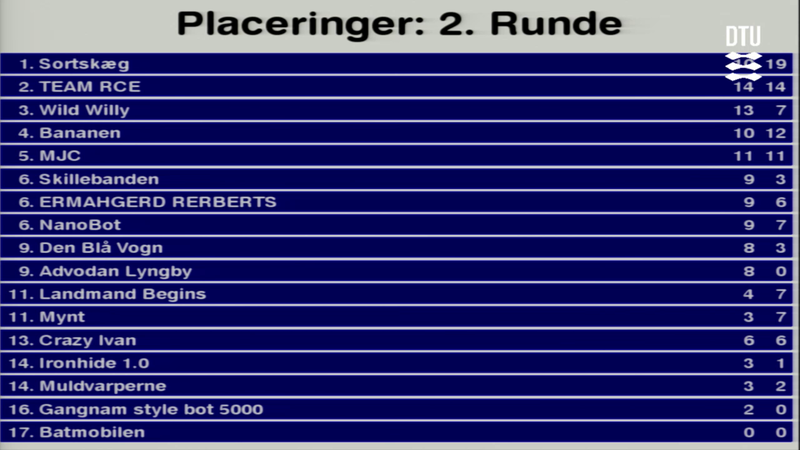 Placeringer: 2. Runde
DTU
1. Sortskæg 19
2. TEAM RCE 14 14
3. Wild Willy 13 7
4. Bananen 10 12
5. MJC 11 11
6. Skillebanden 9 3
6. ERMAHGERD RERBERTS 9 6
6. NanoBot 9 7
9. Den Blå Vogn 8 3
9. Advodan Lyngby 8 0
11. Landmand Begins 4 7
11. Mynt 3 7
13. Crazy Ivan 6 6
14. Ironhide 1.0 3 1
14. Muldvarperne 3 2
16. Gangnam style bot 5000 2 0
17. Batmobilen 0 0